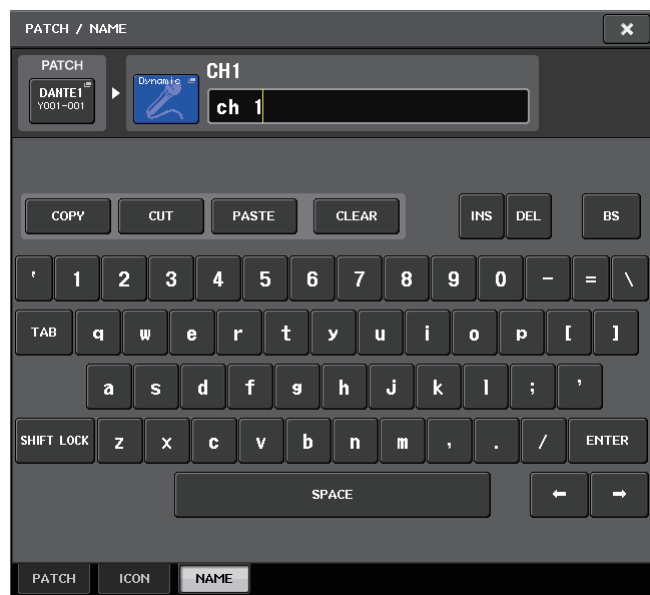 PATCH / NAME
PATCH
DANTE1
Y001-001
Dynamic
CH1
ch 1
COPY CUT PASTE CLEAR INS DEL BS
' 1 2 3 4 5 6 7 8 9 0 - = \
TAB q w e r t y u i o p [ ]
a s d f g h j k l ; '
SHIFT LOCK z x c v b n m , . / ENTER
SPACE ← →
PATCH ICON NAME